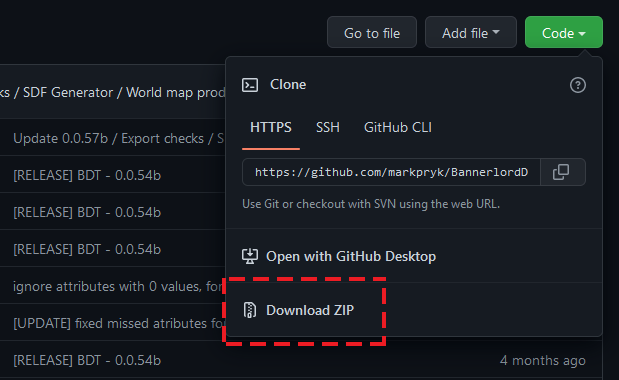 Go to file
Add file
Code
ks / SDF Generator / World map prod
Clone
Update 0.0.57b / Export checks / S
HTTPS
SSH
GitHub CLI
[RELEASE] BDT - 0.0.54b
https://github.com/markpryk/BannerlordD
[RELEASE] BDT - 0.0.54b
Use Git or checkout with SVN using the web URL.
[RELEASE] BDT - 0.0.54b
Open with GitHub Desktop
ignore attributes with 0 values, for
Download ZIP
[UPDATE] fixed missed atributes fo
[RELEASE] BDT - 0.0.54b
4 months ago